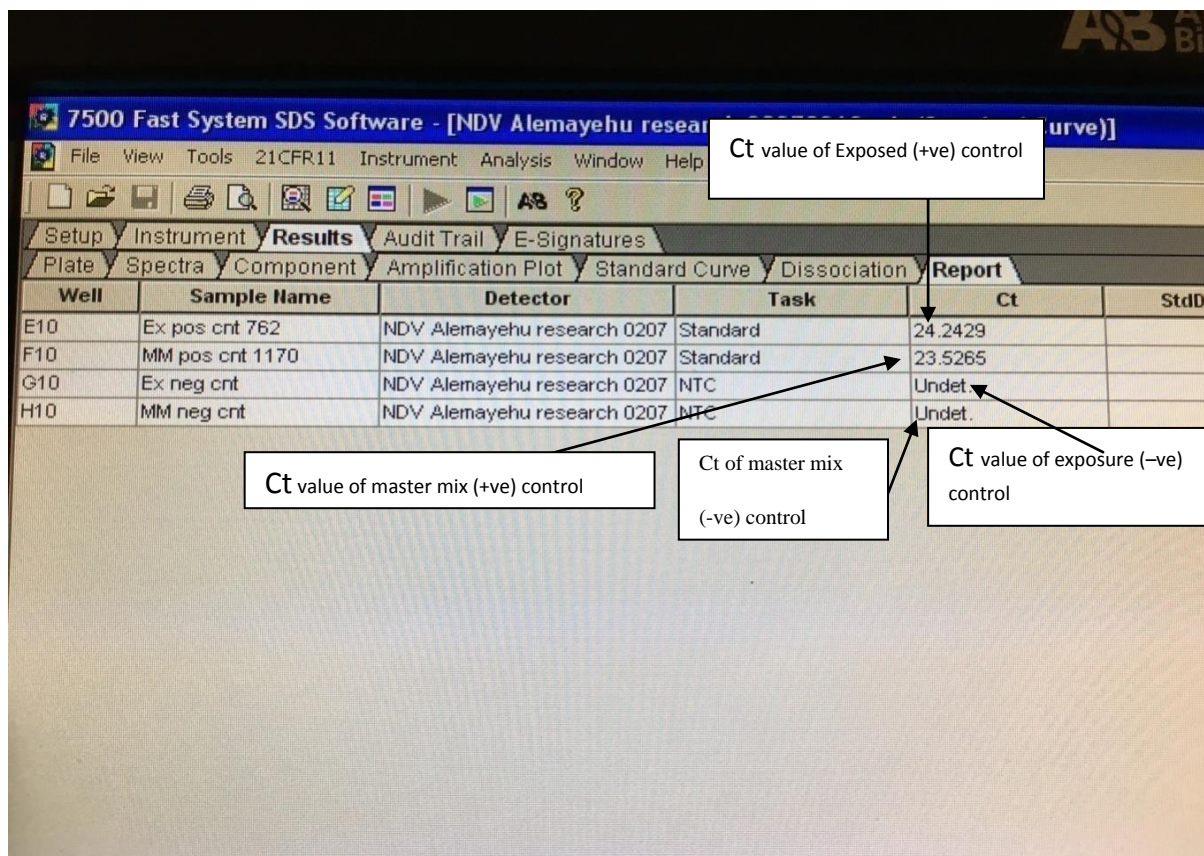 7500 Fast System SDS Software - [NDV Alemayehu urve)]
Ct value of Exposed (+ve) control
File View Tools 21CFR11 Instrument Analysis Window Help
Setup Instrument Results Audit Trail E-Signatures
Plate Spectra Component Amplification Plot Standard Curve Dissociation Report
Well Sample Name Detector Task Ct StdD
E10 Ex pos cnt 762 NDV Alemayehu research 0207 Standard 24.2429
F10 MM pos cnt 1170 NDV Alemayehu research 0207 Standard 23.5265
G10 Ex neg cnt NDV Alemayehu research 0207 NTC Undet.
H10 MM neg cnt NDV Alemayehu research 0207 NTC Undet.
Ct value of master mix (+ve) control
Ct of master mix
(-ve) control
Ct value of exposure (–ve)
control